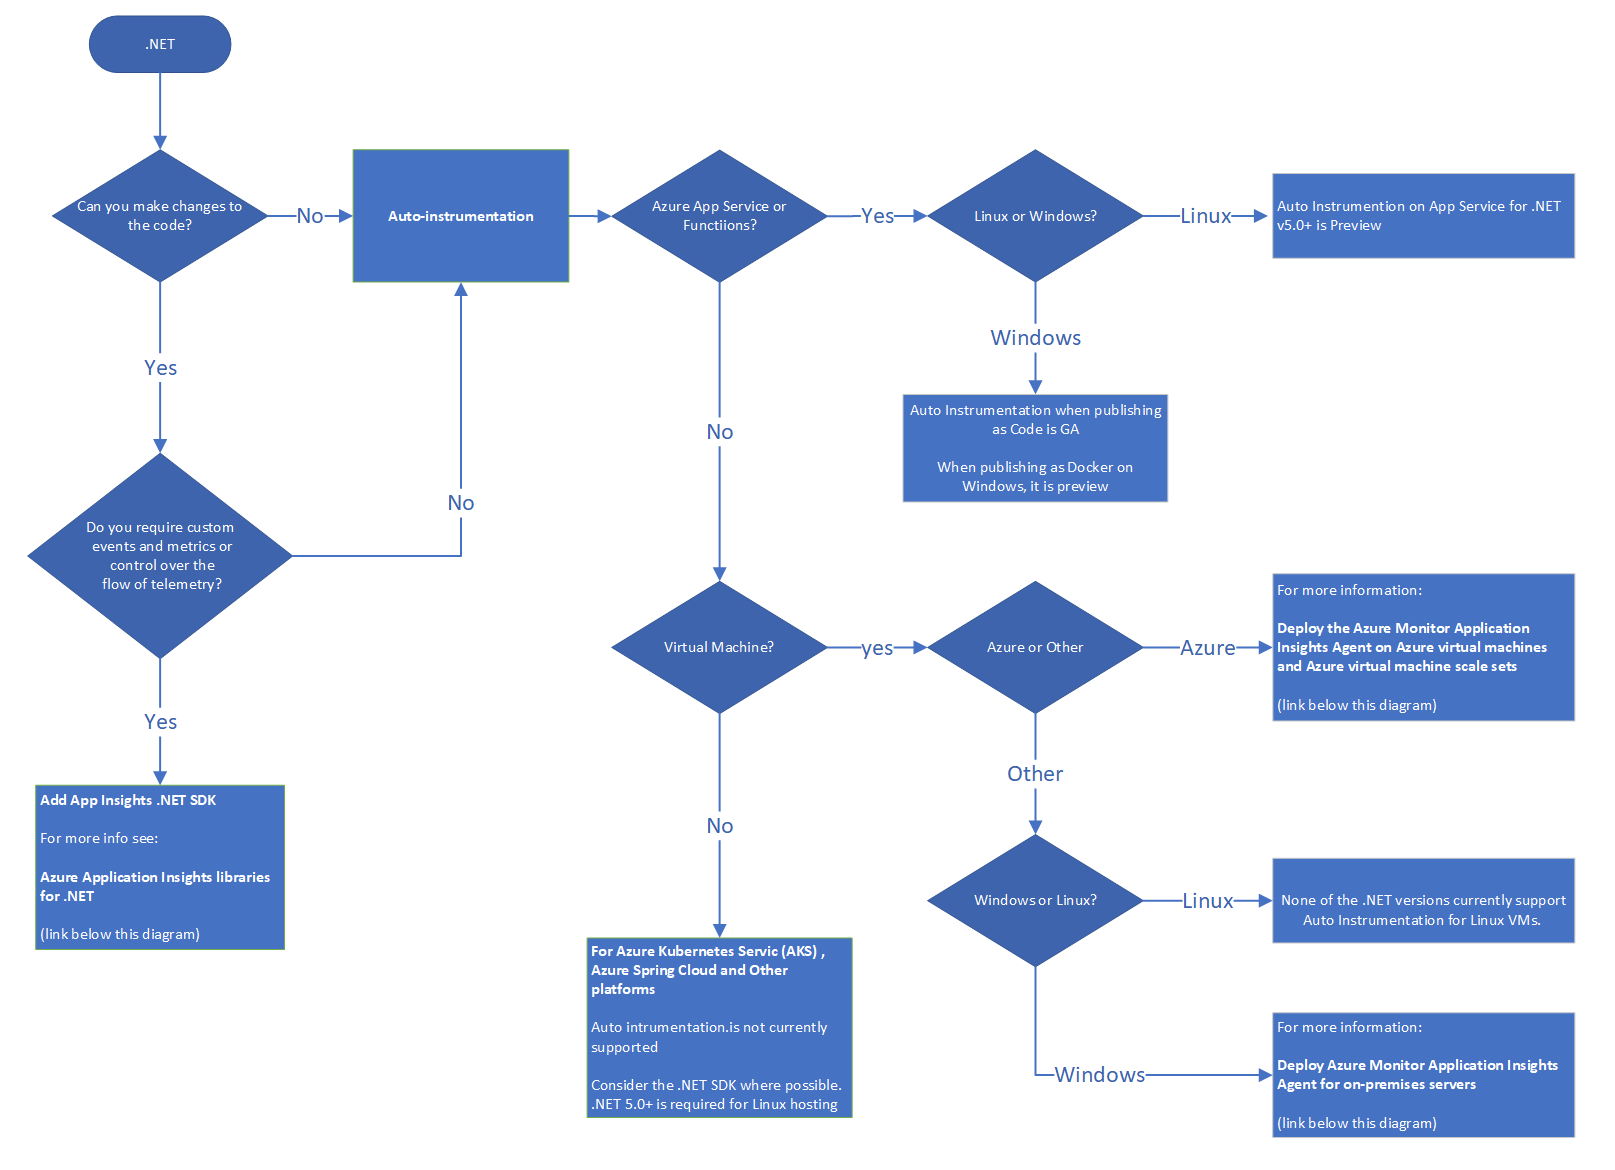 .NET
Can you make changes to
the code?
No
Auto-instrumentation
Azure App Service or
Functiions?
Yes
Linux or Windows?
Linux
Auto Instrumention on App Service for .NET
v5.0+ is Preview
Yes
Windows
Auto Instrumentation when publishing
as Code is GA
When publishing as Docker on
Windows, it is preview
No
No
Do you require custom
events and metrics or
control over the
flow of telemetry?
Yes
Add App Insights .NET SDK
For more info see:
Azure Application Insights libraries
for .NET
(link below this diagram)
Virtual Machine?
yes
Azure or Other
Azure
For more information:
Deploy the Azure Monitor Application
Insights Agent on Azure virtual machines
and Azure virtual machine scale sets
(link below this diagram)
Other
No
For Azure Kubernetes Servic (AKS) ,
Azure Spring Cloud and Other
platforms
Auto intrumentation.is not currently
supported
Consider the .NET SDK where possible.
.NET 5.0+ is required for Linux hosting
Windows or Linux?
Linux
None of the .NET versions currently support
Auto Instrumentation for Linux VMs.
Windows
For more information:
Deploy Azure Monitor Application Insights
Agent for on-premises servers
(link below this diagram)